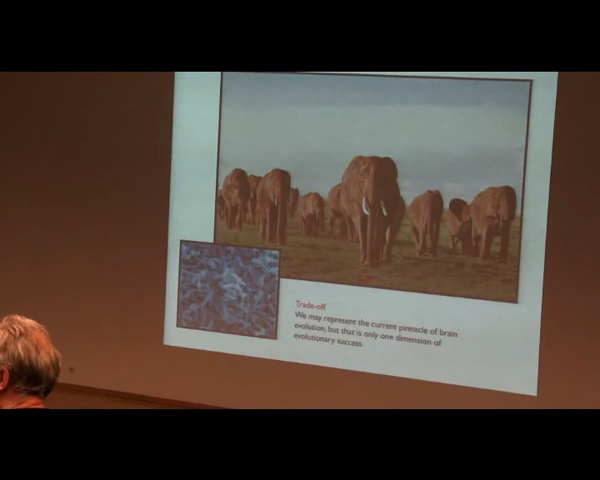 Trade-off.
We may represent the current pinnacle of brain
evolution, but that is only one dimension of
evolutionary success.